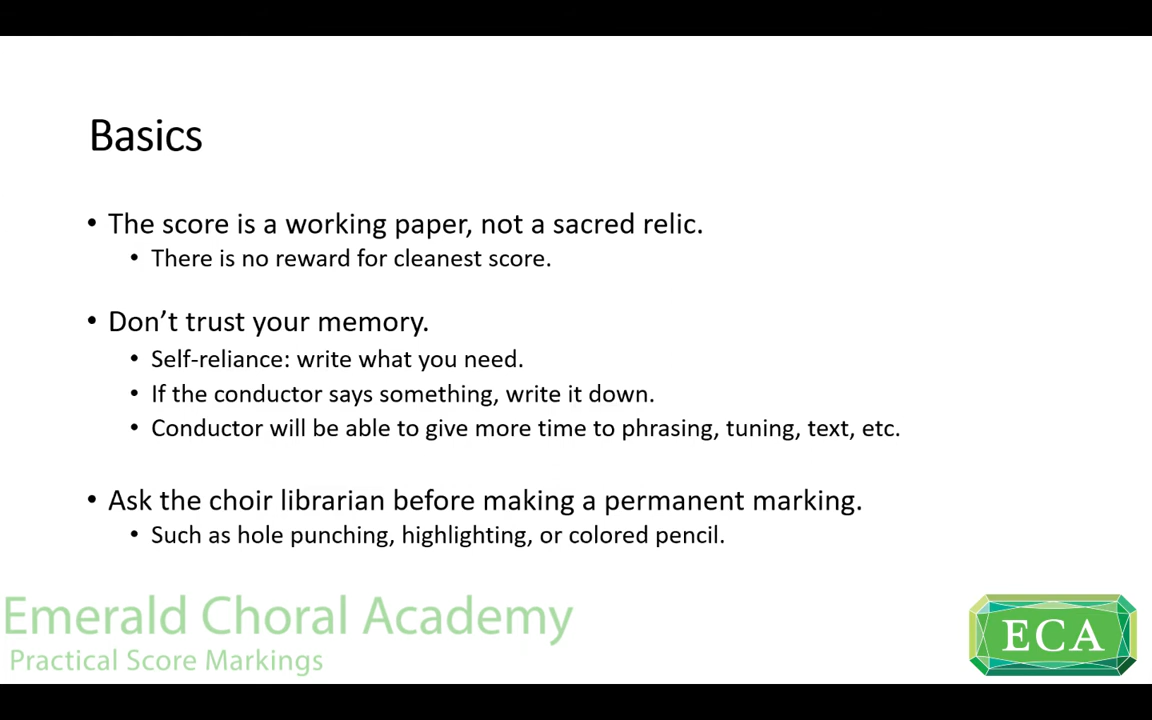 Basics
• The score is a working paper, not a sacred relic.
• There is no reward for cleanest score.
• Don’t trust your memory.
• Self-reliance: write what you need.
• If the conductor says something, write it down.
• Conductor will be able to give more time to phrasing, tuning, text, etc.
• Ask the choir librarian before making a permanent marking.
• Such as hole punching, highlighting, or colored pencil.
Emerald Choral Academy
Practical Score Markings
ECA